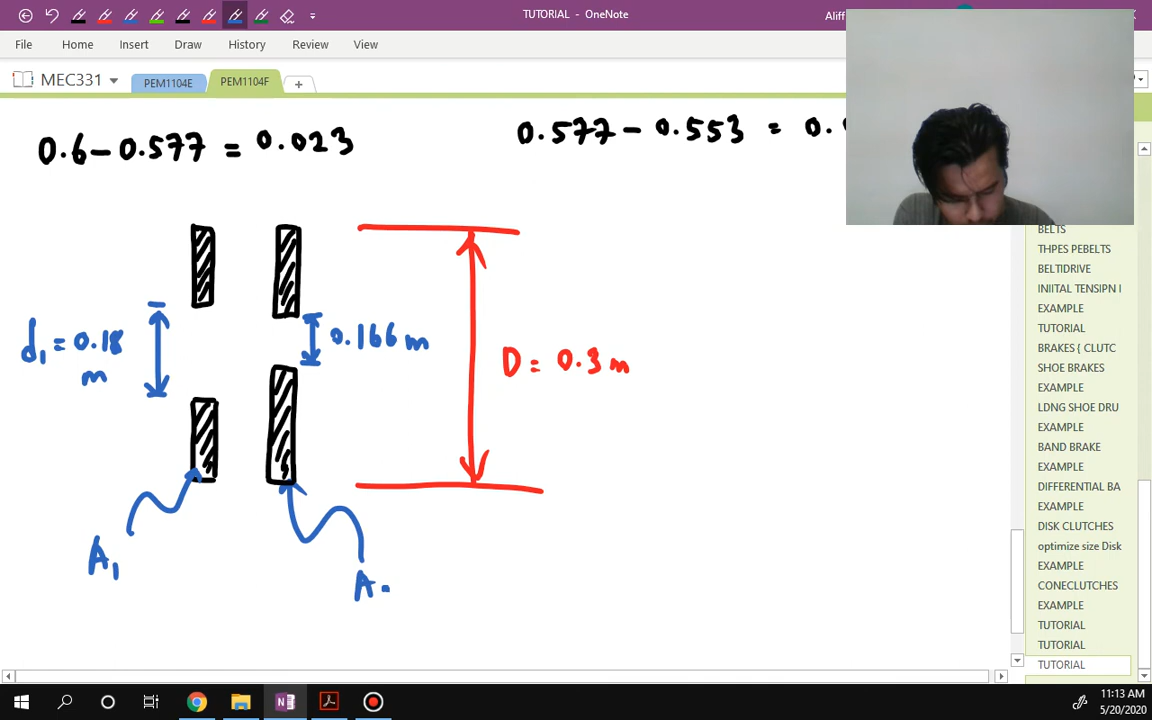 TUTORIAL - OneNote
Aliff
File Home Insert Draw History Review View
MEC331
PEM1104E
PEM1104F
0.6 - 0.577 = 0.023
0.577 - 0.553 = 0.
d1 = 0.18
m
0.166 m
D = 0.3 m
A1
A
BELTS
THPES PEBELTS
BELTIDRIVE
INIITAL TENSIPN I
EXAMPLE
TUTORIAL
BRAKES { CLUTC
SHOE BRAKES
EXAMPLE
LDNG SHOE DRU
EXAMPLE
BAND BRAKE
EXAMPLE
DIFFERENTIAL BA
EXAMPLE
DISK CLUTCHES
optimize size Disk
EXAMPLE
CONECLUTCHES
EXAMPLE
TUTORIAL
TUTORIAL
TUTORIAL
11:13 AM
5/20/2020